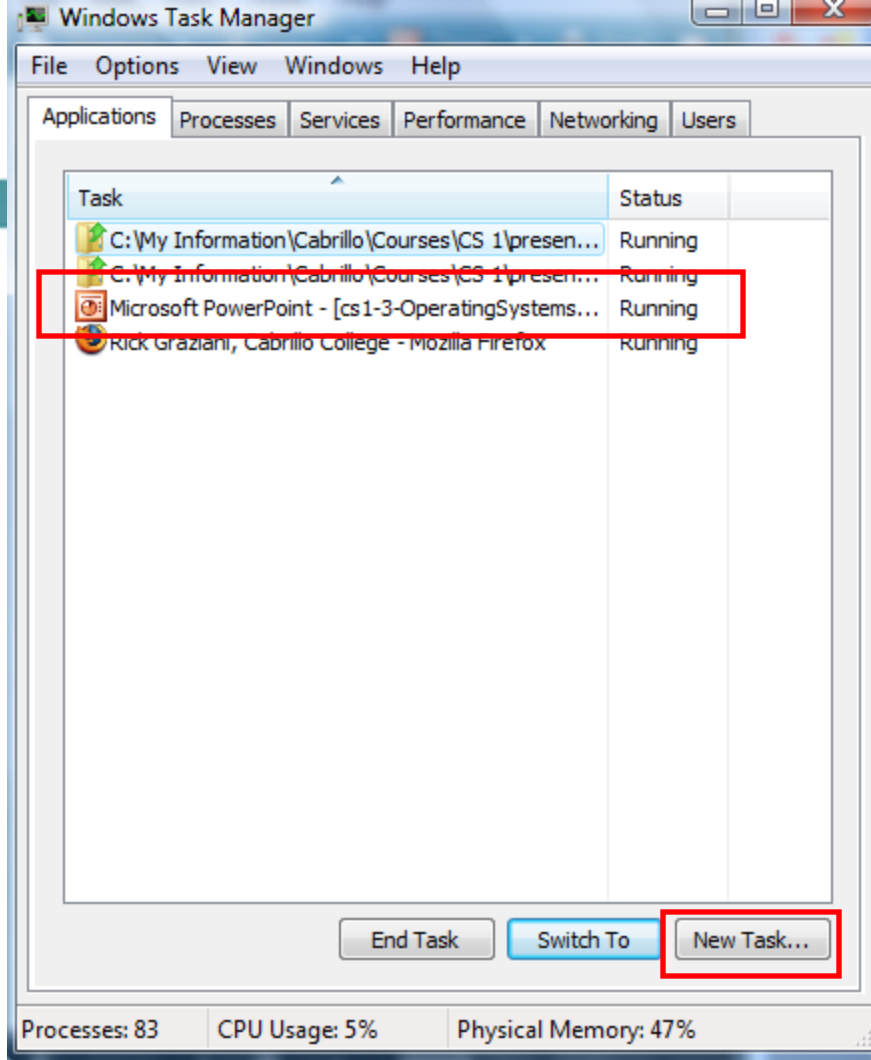 Windows Task Manager
File Options View Windows Help
Applications Processes Services Performance Networking Users
Task Status
C:\My Information\Cabrillo\Courses\CS 1\presen... Running
C:\My Information\Cabrillo\Courses\CS 1\presen... Running
Microsoft PowerPoint - [cs1-3-OperatingSystems... Running
Rick Graziani, Cabrillo College - Mozilla Firefox Running
End Task Switch To New Task...
Processes: 83 CPU Usage: 5% Physical Memory: 47%